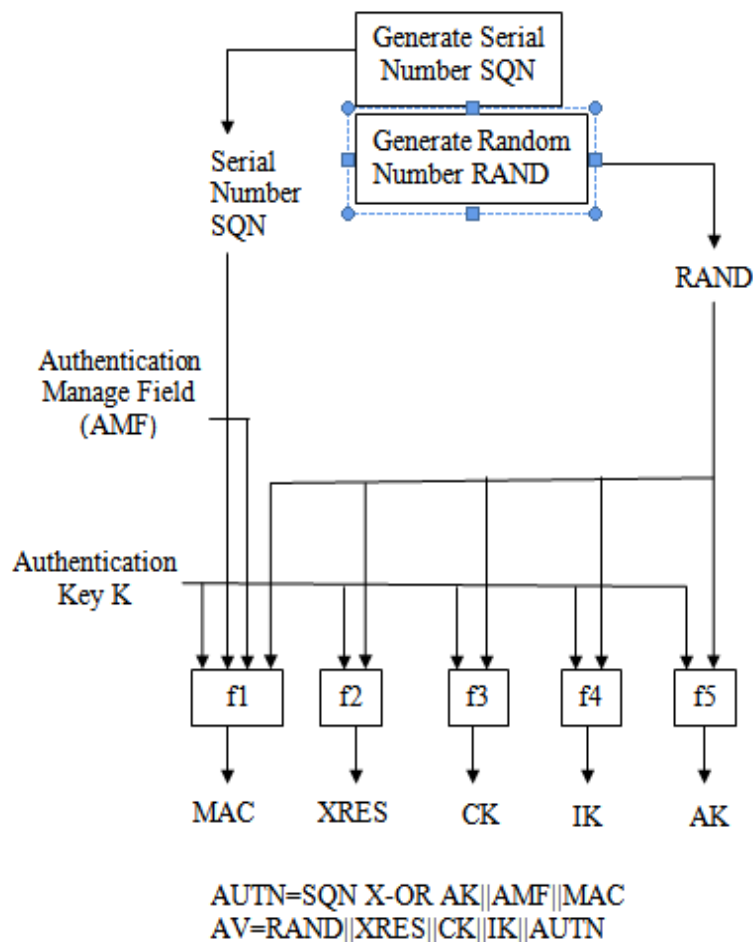 Generate Serial
Number SQN
Generate Random
Number RAND
Serial
Number
SQN
RAND
Authentication
Manage Field
(AMF)
Authentication
Key K
f1
f2
f3
f4
f5
MAC
XRES
CK
IK
AK
AUTN=SQN X-OR AK||AMF||MAC
AV=RAND||XRES||CK||IK||AUTN